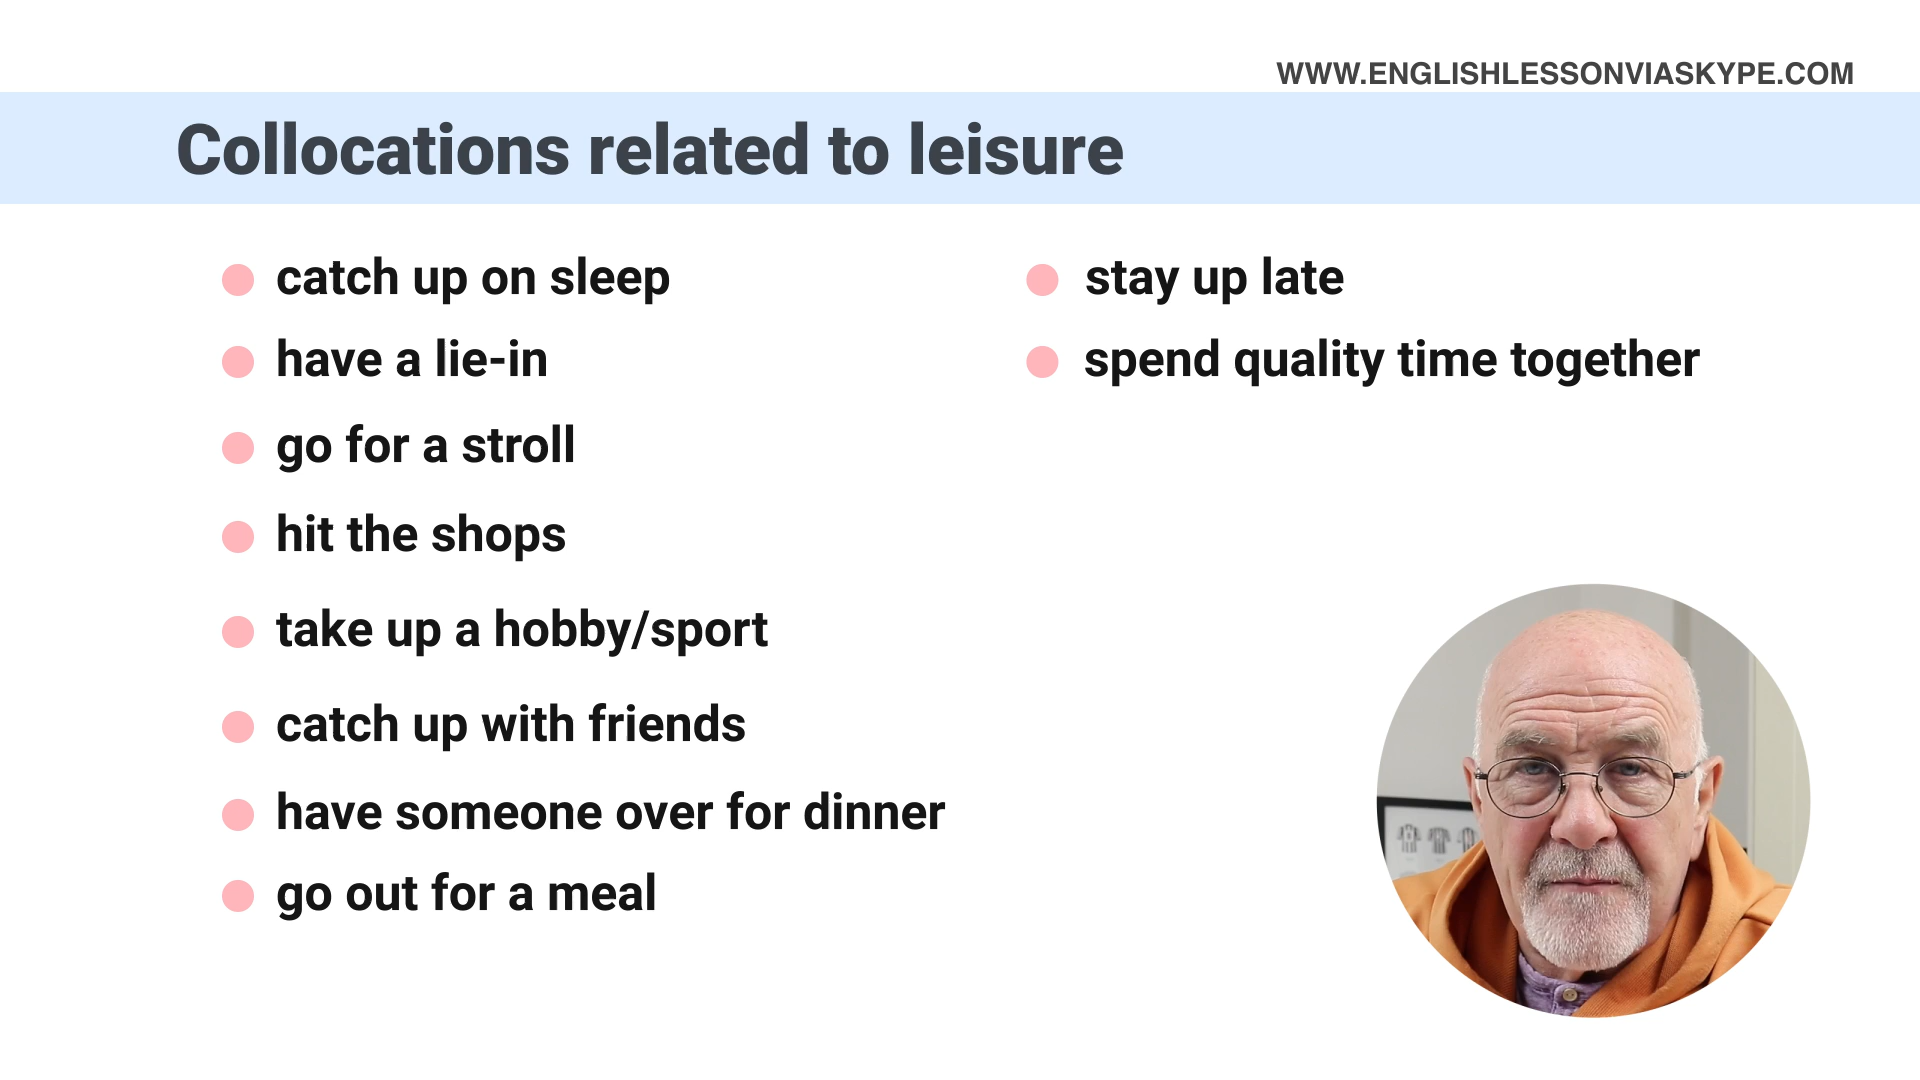 WWW.ENGLISHLESSONVIASKYPE.COM
Collocations related to leisure
catch up on sleep
have a lie-in
go for a stroll
hit the shops
take up a hobby/sport
catch up with friends
have someone over for dinner
go out for a meal
stay up late
spend quality time together